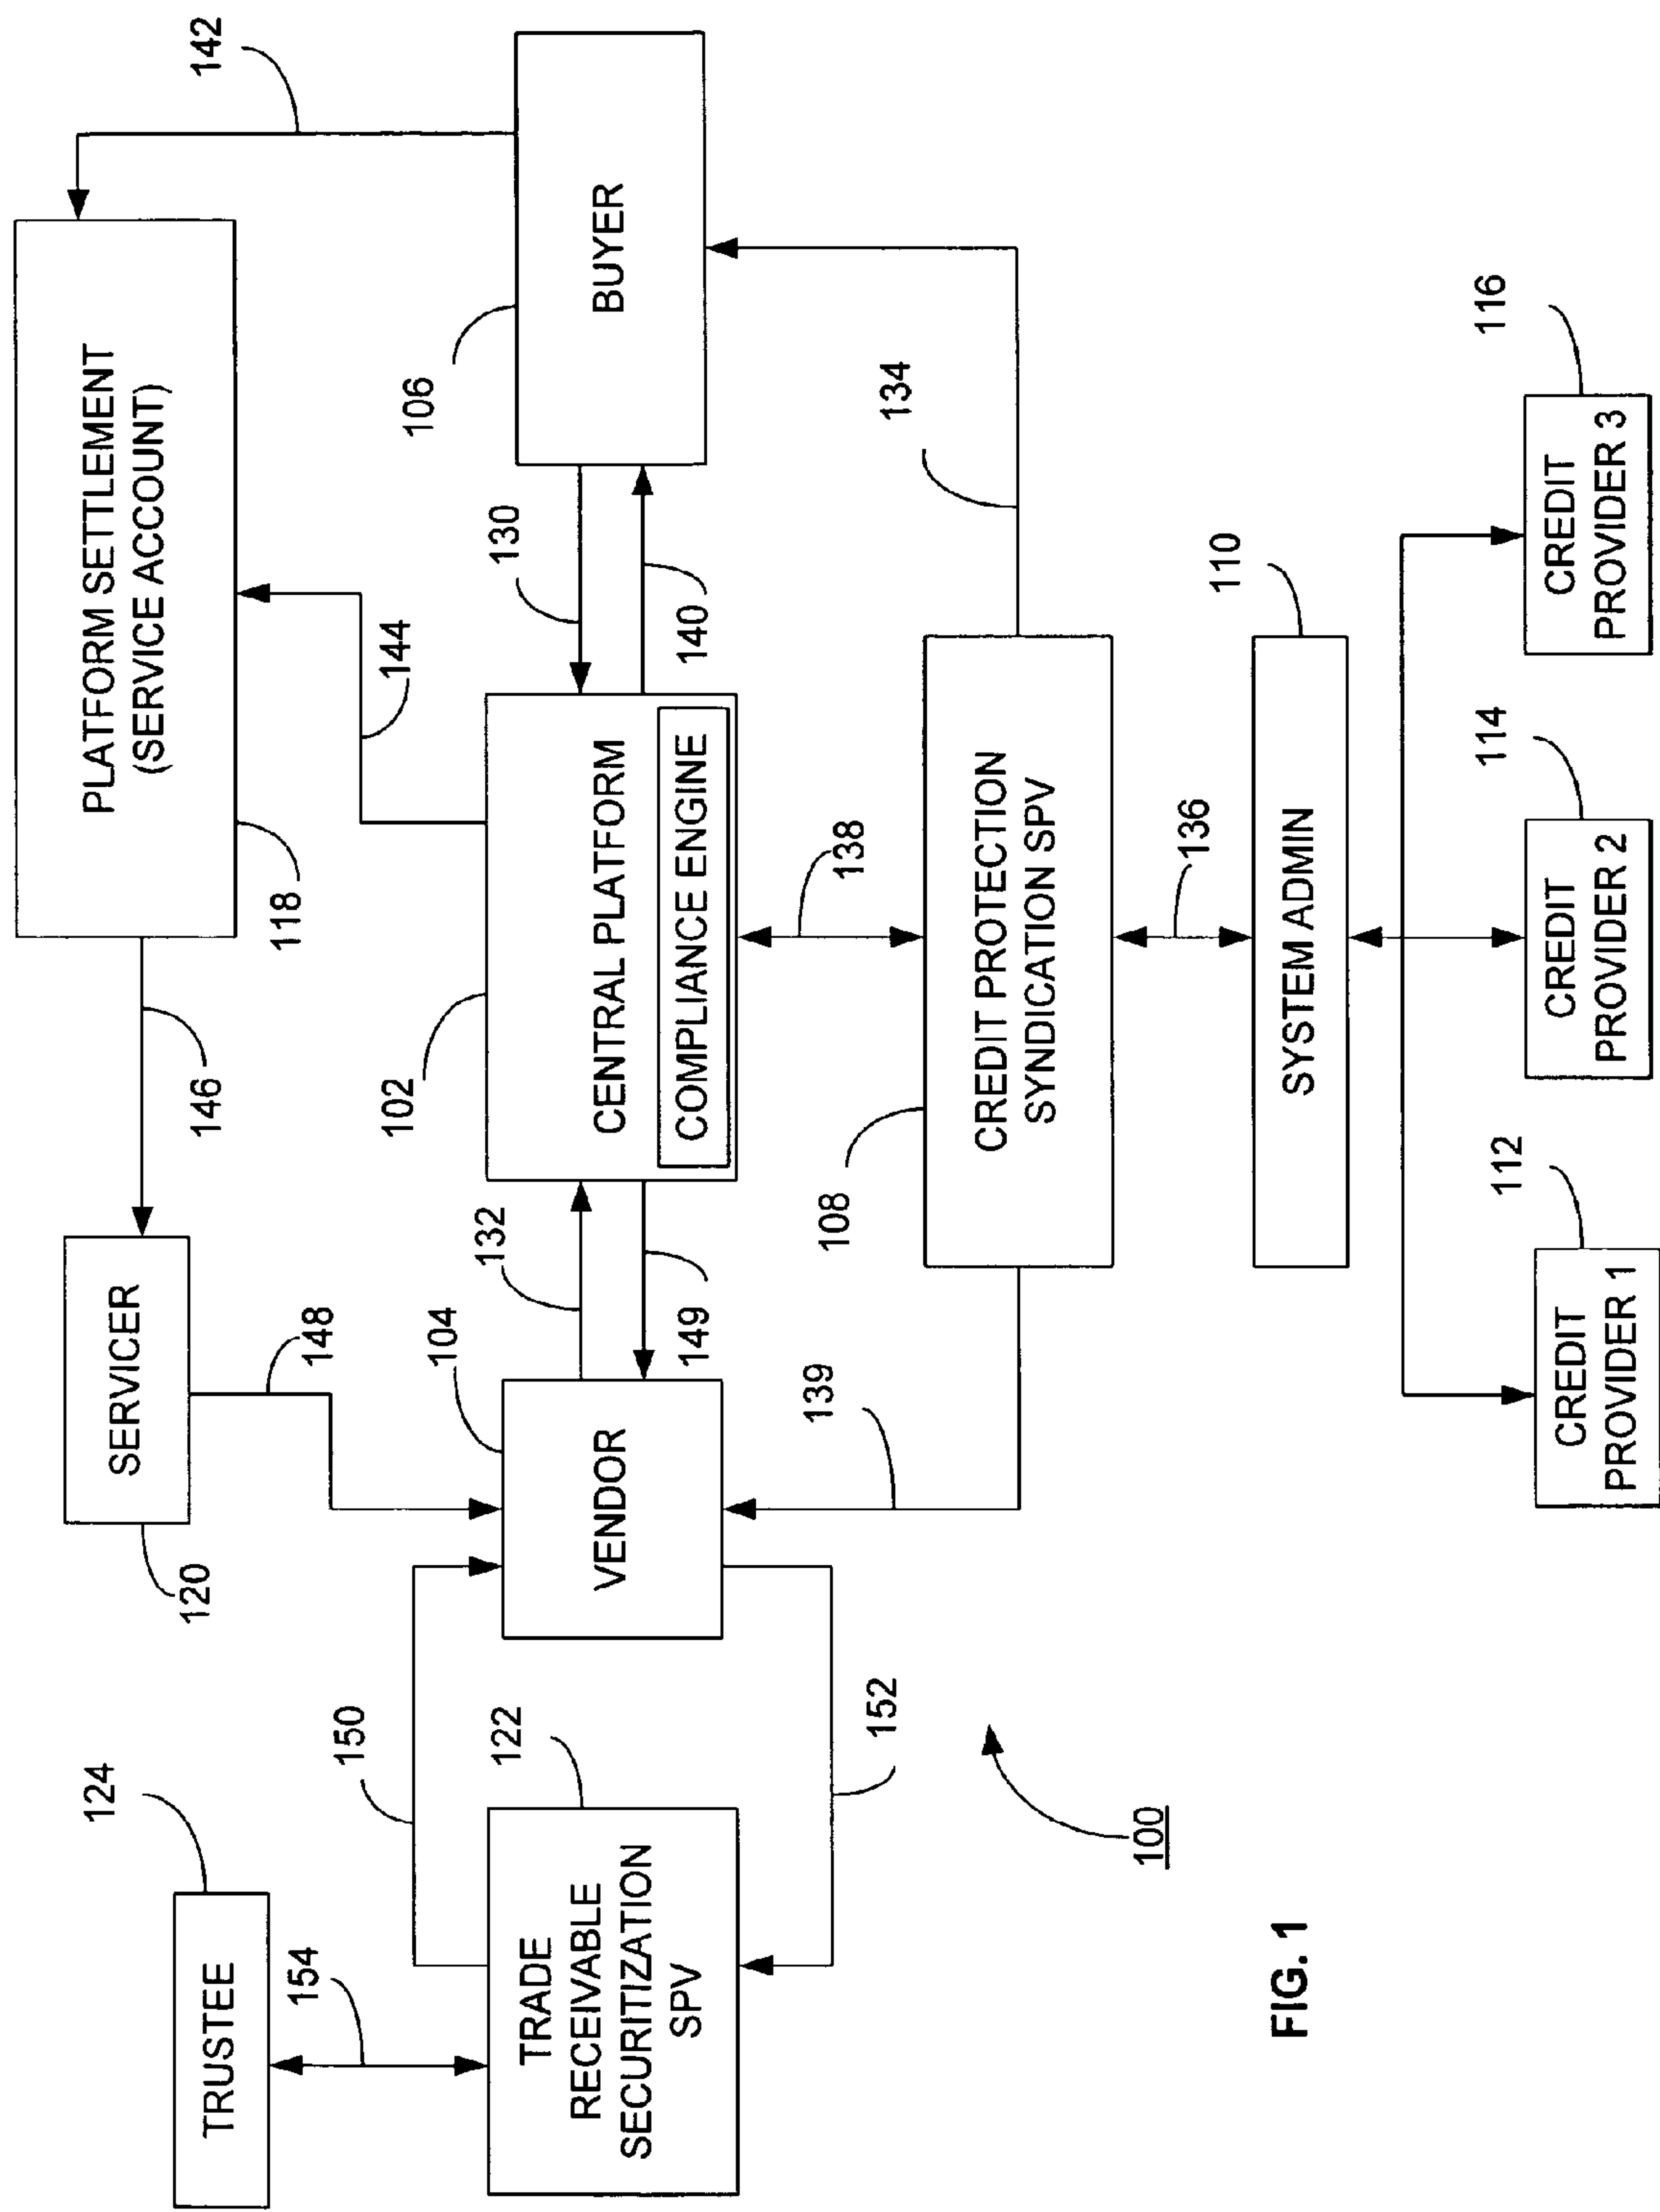 124
TRUSTEE
154
TRADE
RECEIVABLE
SECURITIZATION
SPV
122
150
152
120
SERVICER
148
146
PLATFORM SETTLEMENT
(SERVICE ACCOUNT)
118
144
142
104
VENDOR
132
149
102
CENTRAL PLATFORM
COMPLIANCE ENGINE
130
140
106
BUYER
139
138
134
108
CREDIT PROTECTION
SYNDICATION SPV
136
110
SYSTEM ADMIN
112
CREDIT
PROVIDER 1
114
CREDIT
PROVIDER 2
116
CREDIT
PROVIDER 3
100
FIG. 1